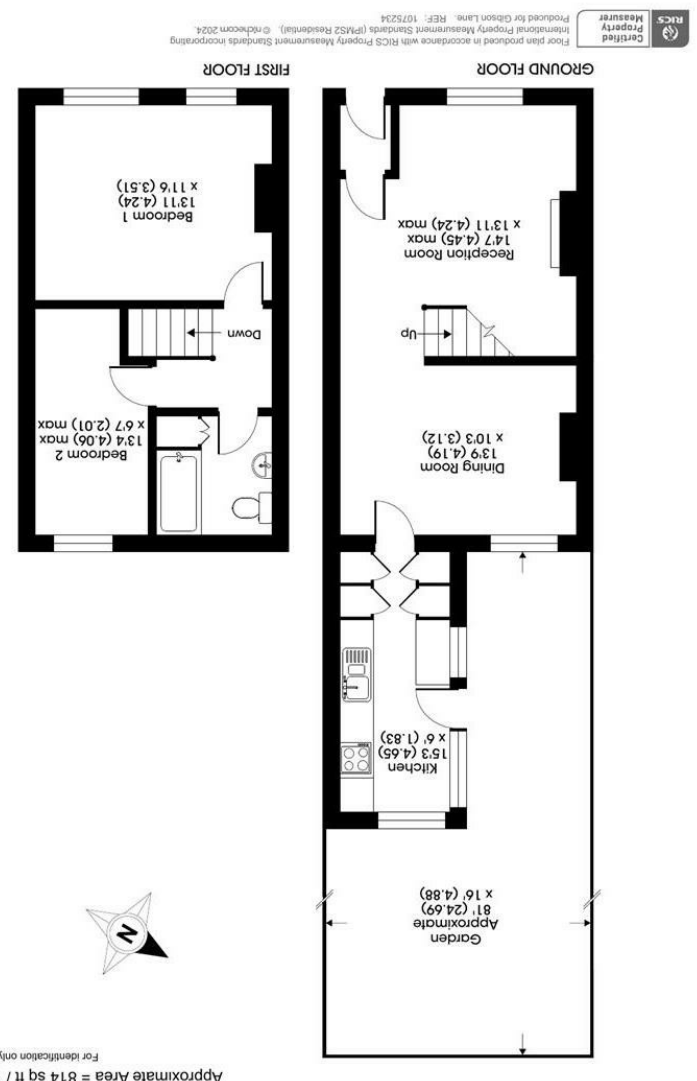 Approximate Area = 814 sq ft /
For identification only
N
Garden
Approximate
81' (24.69)
x 16' (4.88)
Kitchen
15'3 (4.65)
x 6' (1.83)
Dining Room
13'9 (4.19)
x 10'3 (3.12)
Up
Reception Room
14'7 (4.45) max
x 13'11 (4.24) max
GROUND FLOOR
Bedroom 2
13'4 (4.06) max
x 6'7 (2.01) max
Down
Bedroom 1
13'11 (4.24)
x 11'6 (3.51)
FIRST FLOOR
RICS
Certified
Property
Measurer
Floor plan produced in accordance with RICS Property Measurement Standards incorporating
International Property Measurement Standards (IPMS2 Residential). © nichecom 2024.
Produced for Gibson Lane. REF: 1075234